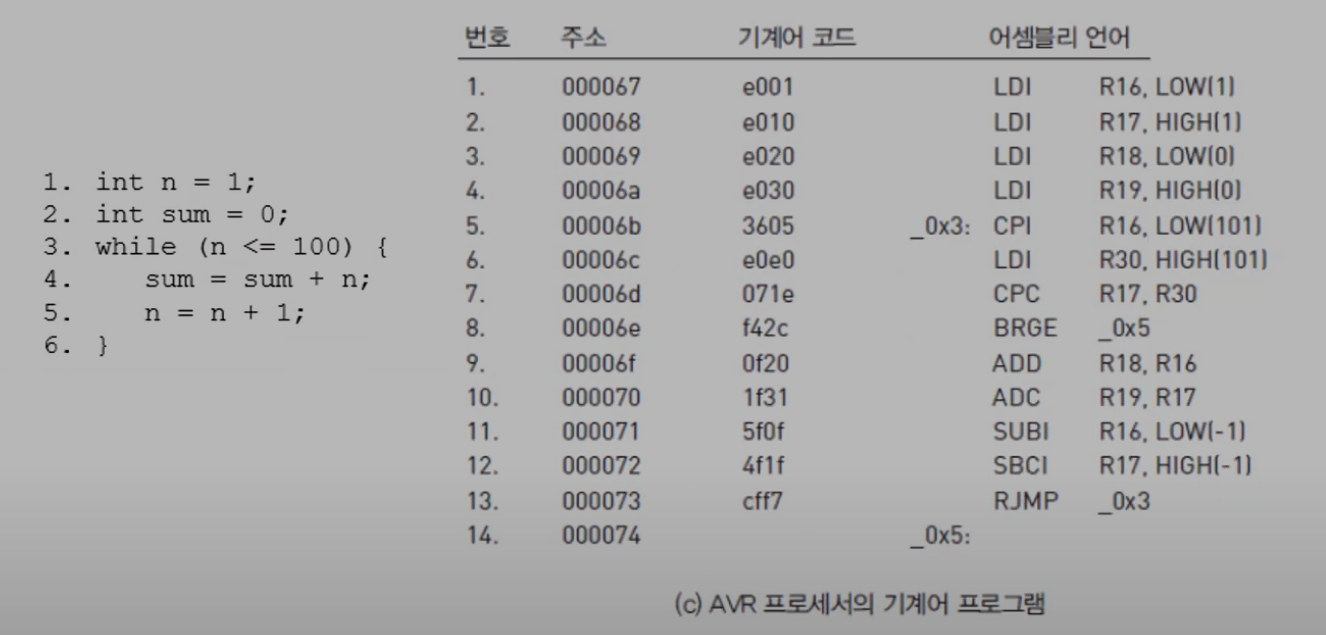 1. int n = 1;
2. int sum = 0;
3. while (n <= 100) {
4. sum = sum + n;
5. n = n + 1;
6. }
번호 주소 기계어 코드 어셈블리 언어
1. 000067 e001 LDI R16, LOW(1)
2. 000068 e010 LDI R17, HIGH(1)
3. 000069 e020 LDI R18, LOW(0)
4. 00006a e030 LDI R19, HIGH(0)
5. 00006b 3605 _0x3: CPI R16, LOW(101)
6. 00006c e0e0 LDI R30, HIGH(101)
7. 00006d 071e CPC R17, R30
8. 00006e f42c BRGE _0x5
9. 00006f 0f20 ADD R18, R16
10. 000070 1f31 ADC R19, R17
11. 000071 5f0f SUBI R16, LOW(-1)
12. 000072 4f1f SBCI R17, HIGH(-1)
13. 000073 cff7 RJMP _0x3
14. 000074 _0x5:
(c) AVR 프로세서의 기계어 프로그램